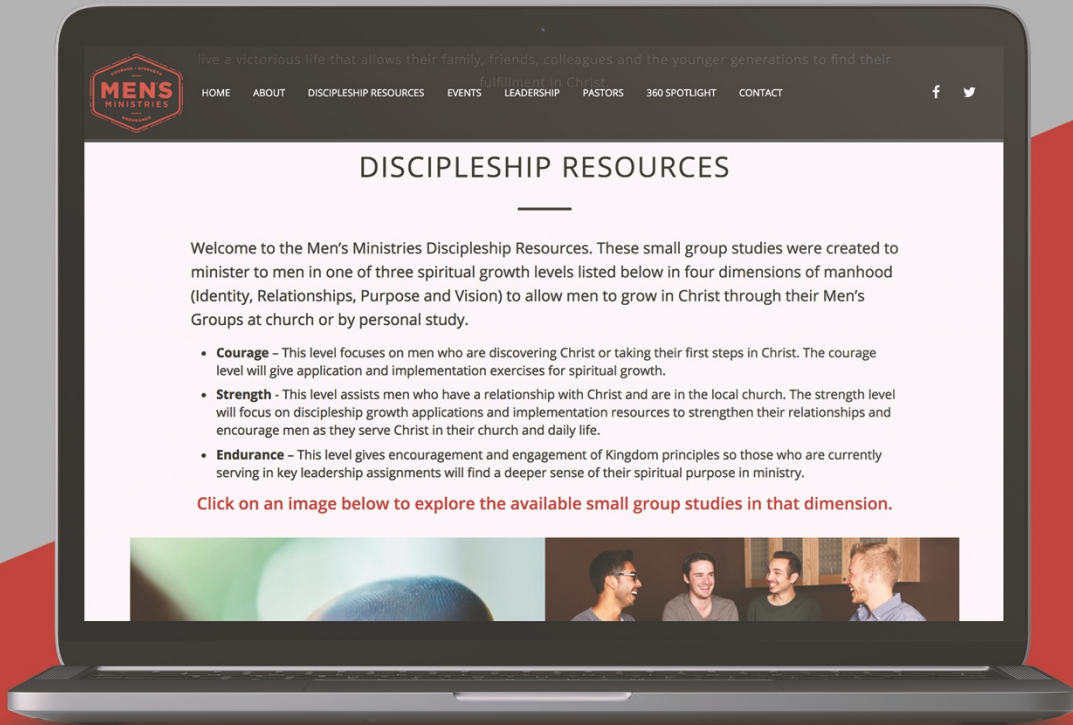 live a victorious life that allows their family, friends, colleagues and the younger generations to find their
fulfillment in Christ.
COURAGE • STRENGTH
MEN'S
MINISTRIES
ENDURANCE
HOME ABOUT DISCIPLESHIP RESOURCES EVENTS LEADERSHIP PASTORS 360 SPOTLIGHT CONTACT
DISCIPLESHIP RESOURCES
Welcome to the Men's Ministries Discipleship Resources. These small group studies were created to
minister to men in one of three spiritual growth levels listed below in four dimensions of manhood
(Identity, Relationships, Purpose and Vision) to allow men to grow in Christ through their Men's
Groups at church or by personal study.
• Courage – This level focuses on men who are discovering Christ or taking their first steps in Christ. The courage
level will give application and implementation exercises for spiritual growth.
• Strength - This level assists men who have a relationship with Christ and are in the local church. The strength level
will focus on discipleship growth applications and implementation resources to strengthen their relationships and
encourage men as they serve Christ in their church and daily life.
• Endurance – This level gives encouragement and engagement of Kingdom principles so those who are currently
serving in key leadership assignments will find a deeper sense of their spiritual purpose in ministry.
Click on an image below to explore the available small group studies in that dimension.